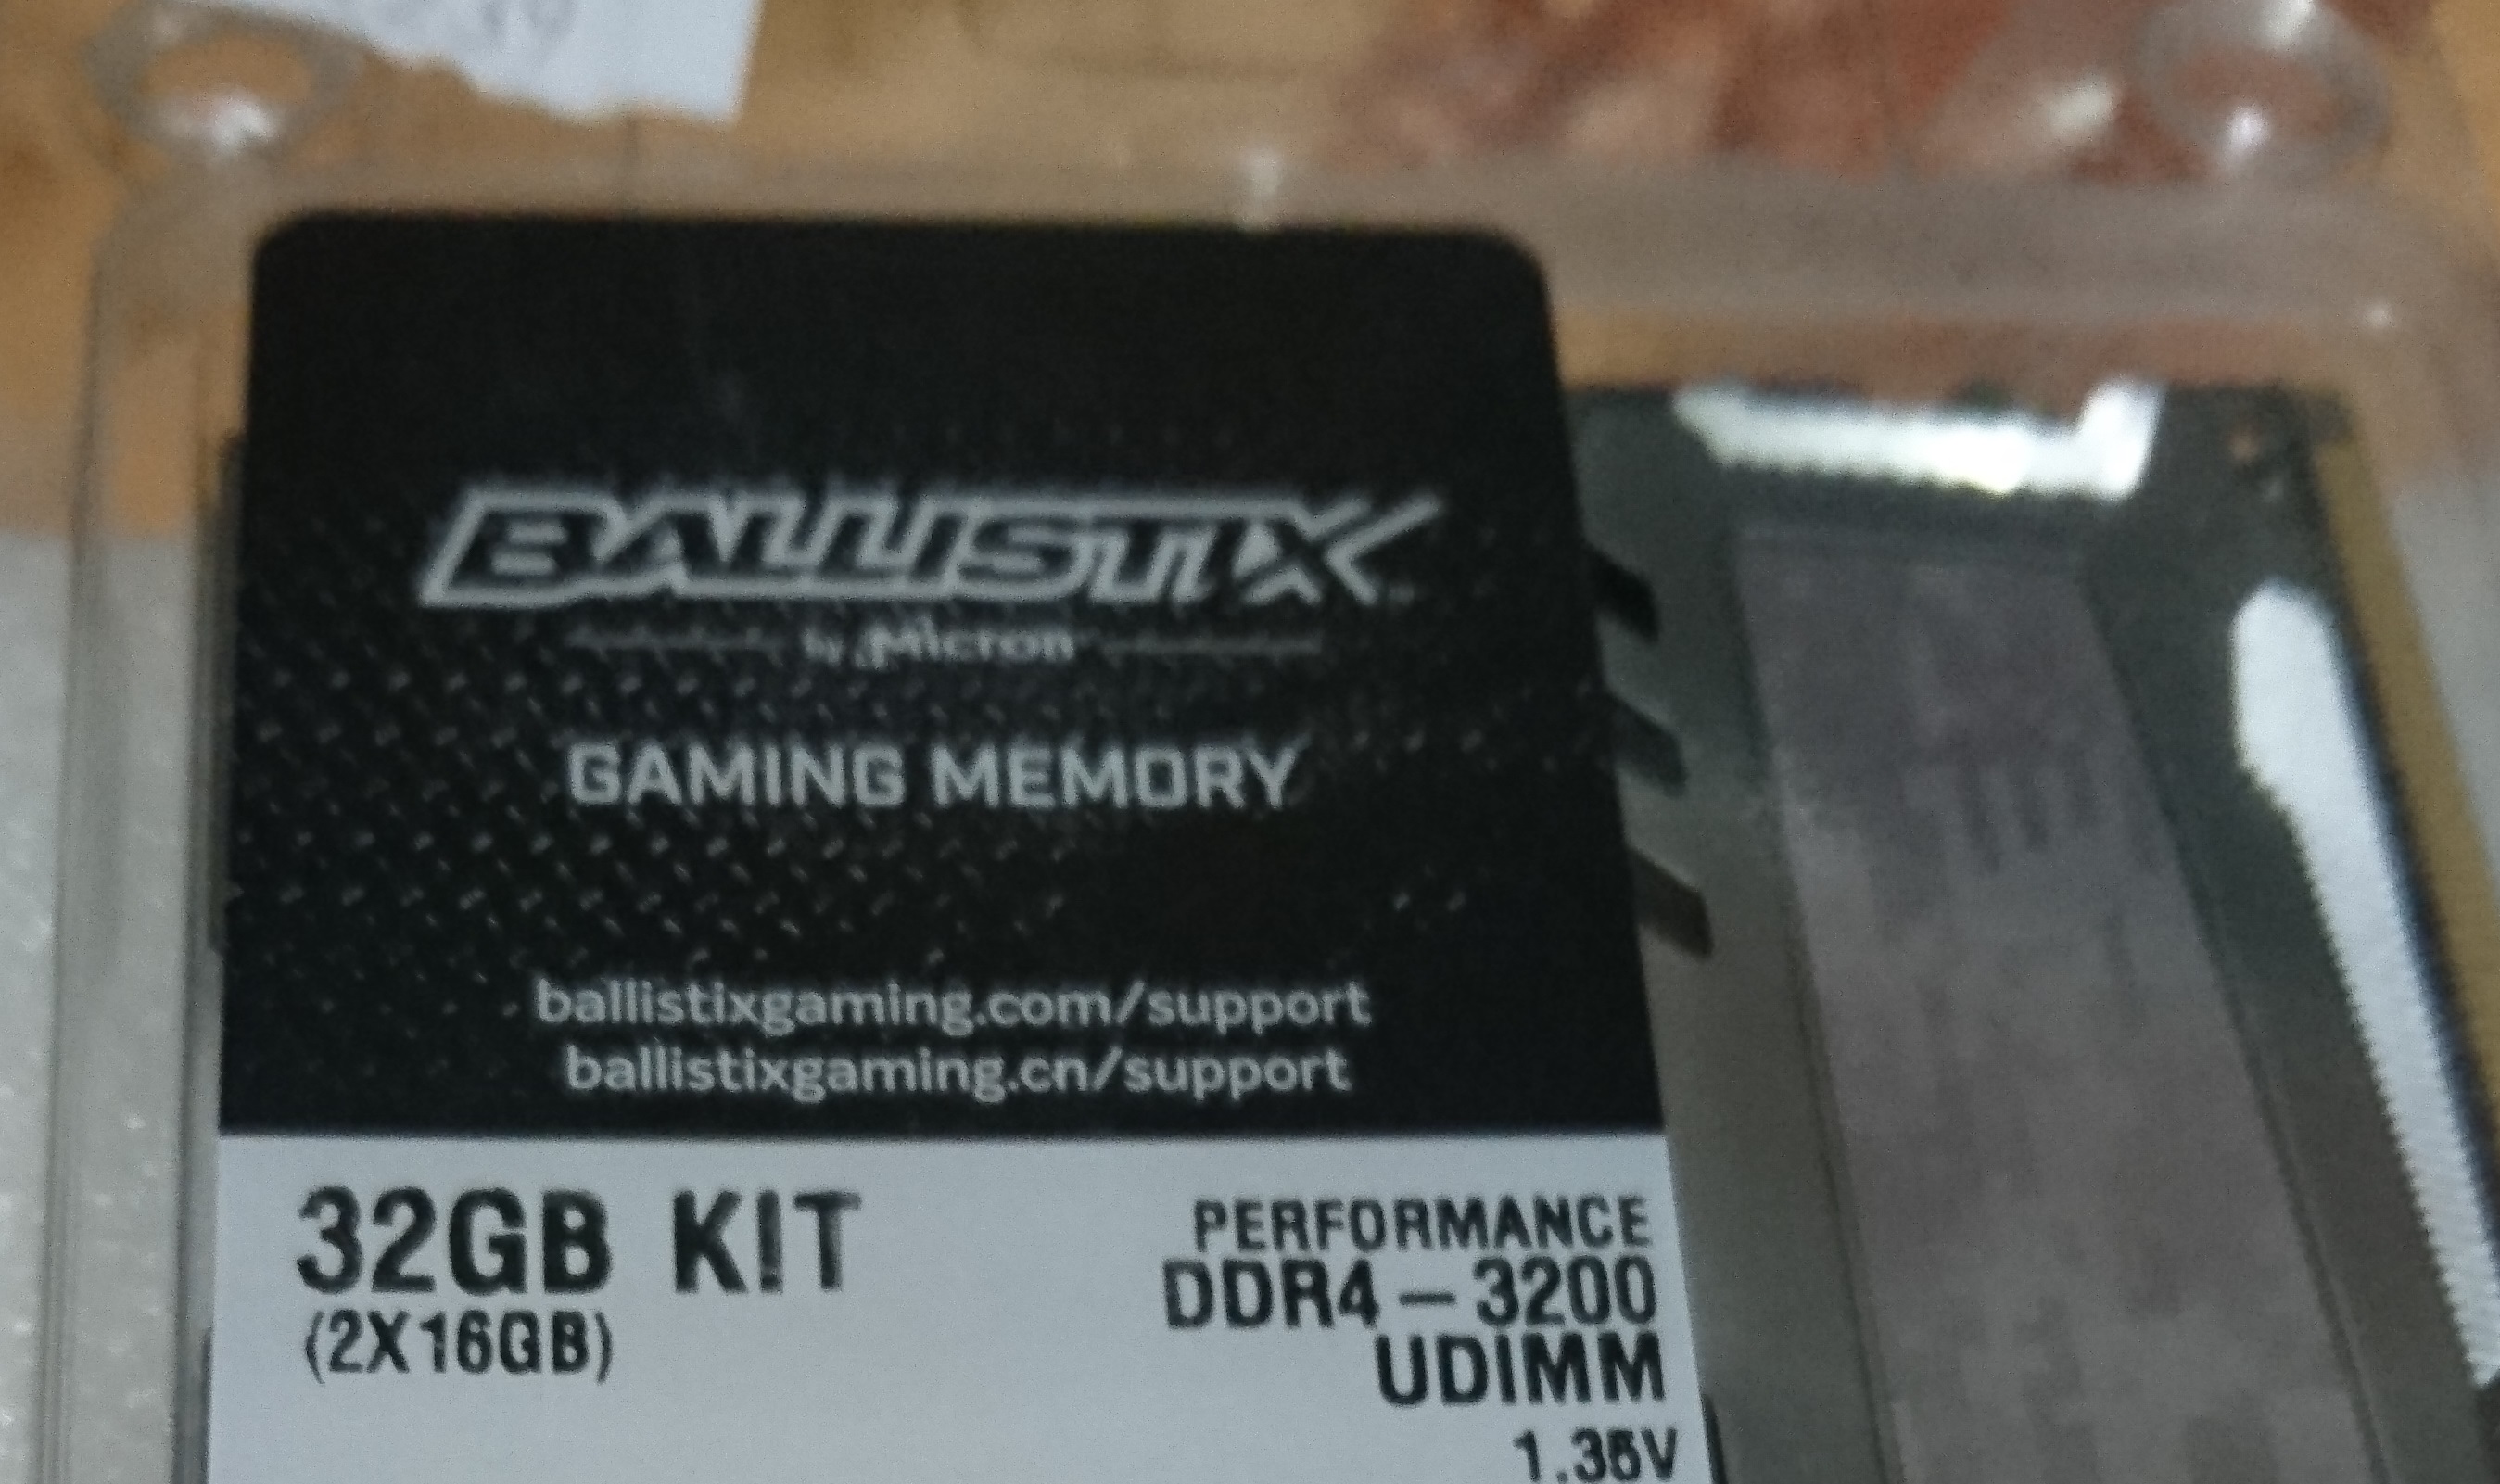 BALLISTIX
by Micron
GAMING MEMORY
ballistixgaming.com/support
ballistixgaming.cn/support
32GB KIT
(2X16GB)
PERFORMANCE
DDR4-3200
UDIMM
1.35V